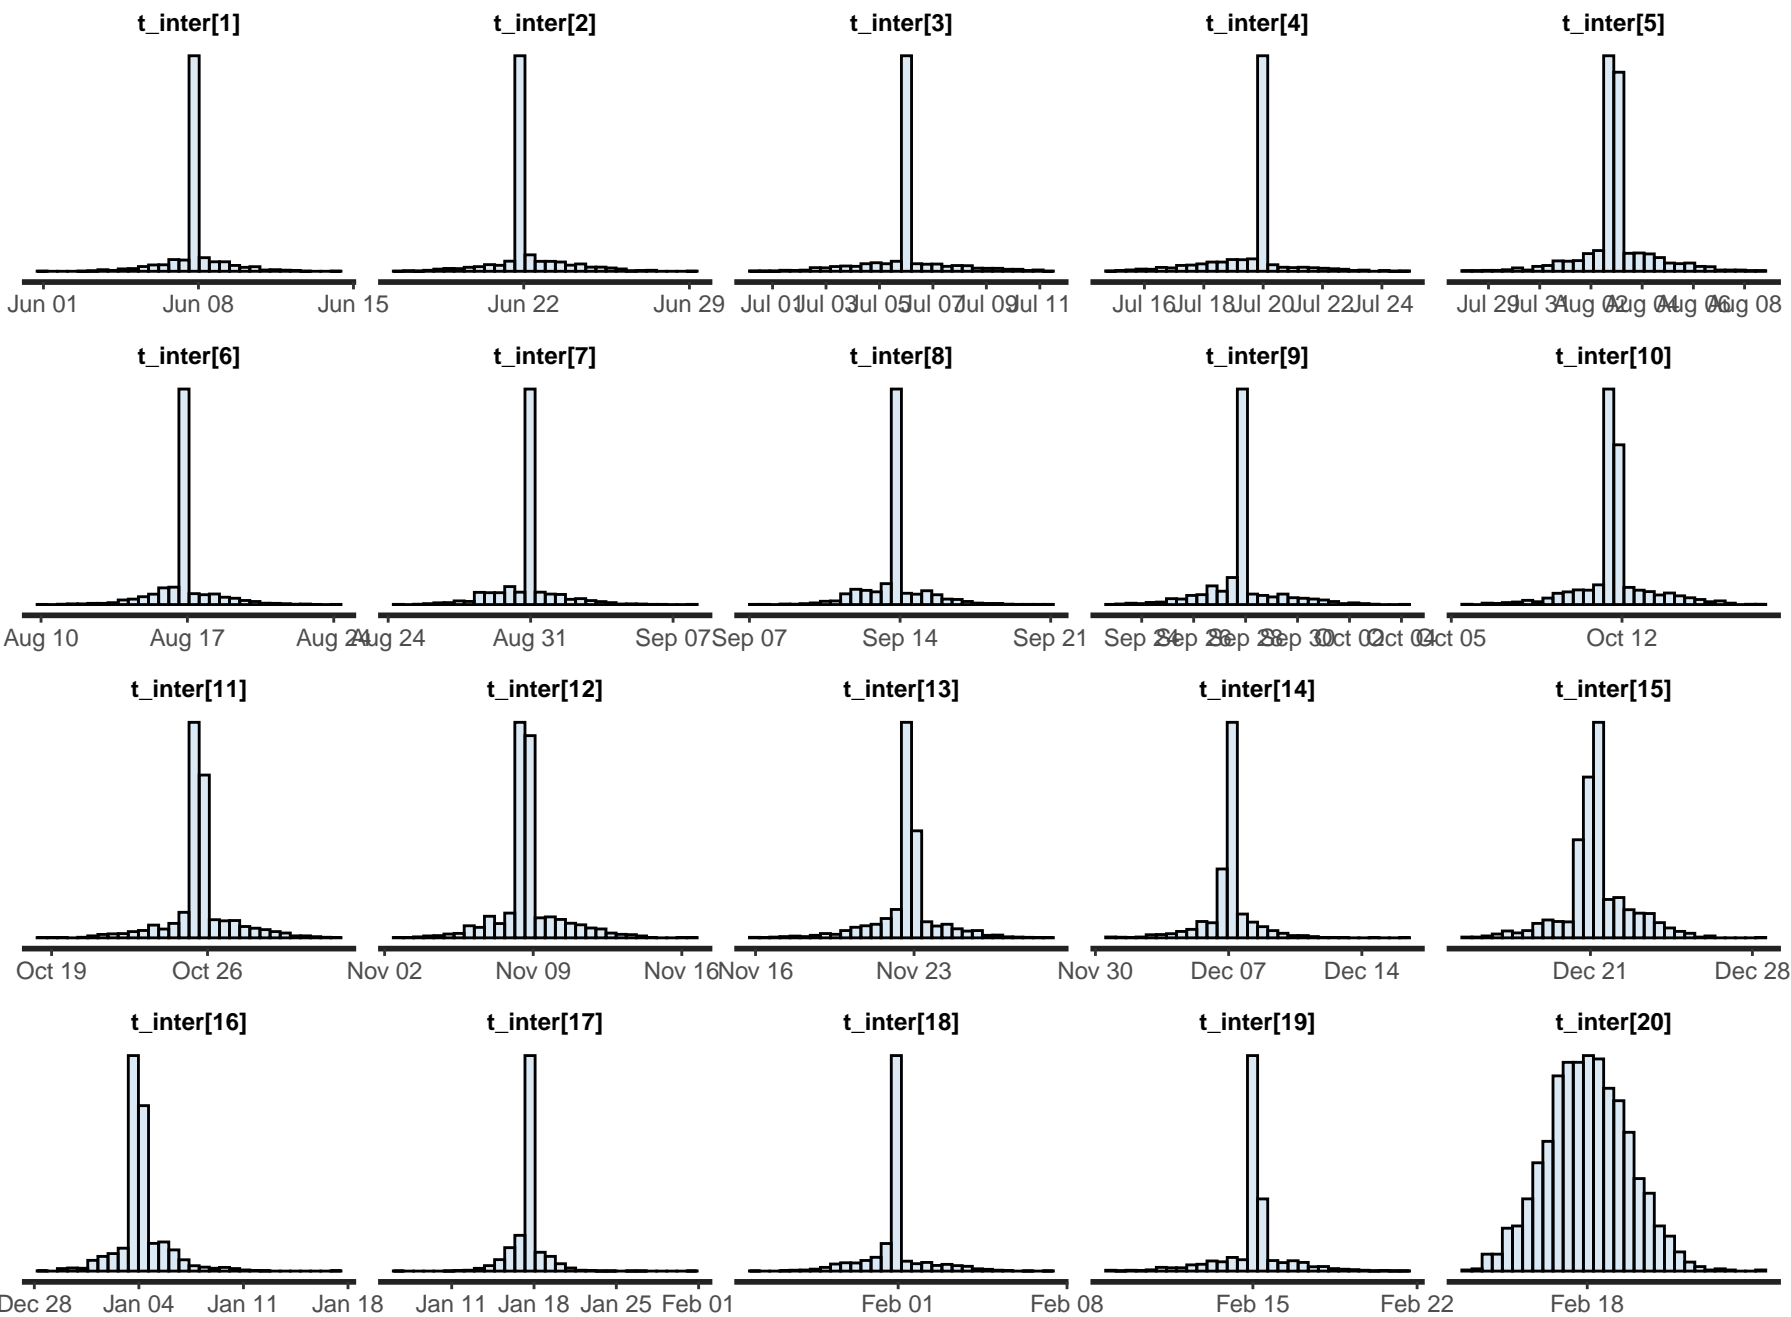 t_inter[1] t_inter[2] t_inter[3] t_inter[4] t_inter[5]
Jun 01 Jun 08 Jun 15 Jun 22 Jun 29 Jul 01 Jul 03 Jul 05 Jul 07 Jul 09 Jul 11 Jul 16 Jul 18 Jul 20 Jul 22 Jul 24 Jul 29 Jul 31 Aug 02 Aug 04 Aug 06 Aug 08
t_inter[6] t_inter[7] t_inter[8] t_inter[9] t_inter[10]
Aug 10 Aug 17 Aug 24 Aug 24 Aug 31 Sep 07 Sep 07 Sep 14 Sep 21 Sep 24 Sep 26 Sep 28 Sep 30 Oct 02 Oct 04 Oct 05 Oct 12
t_inter[11] t_inter[12] t_inter[13] t_inter[14] t_inter[15]
Oct 19 Oct 26 Nov 02 Nov 09 Nov 16 Nov 16 Nov 23 Nov 30 Dec 07 Dec 14 Dec 21 Dec 28
t_inter[16] t_inter[17] t_inter[18] t_inter[19] t_inter[20]
Dec 28 Jan 04 Jan 11 Jan 18 Jan 11 Jan 18 Jan 25 Feb 01 Feb 01 Feb 08 Feb 15 Feb 22 Feb 18